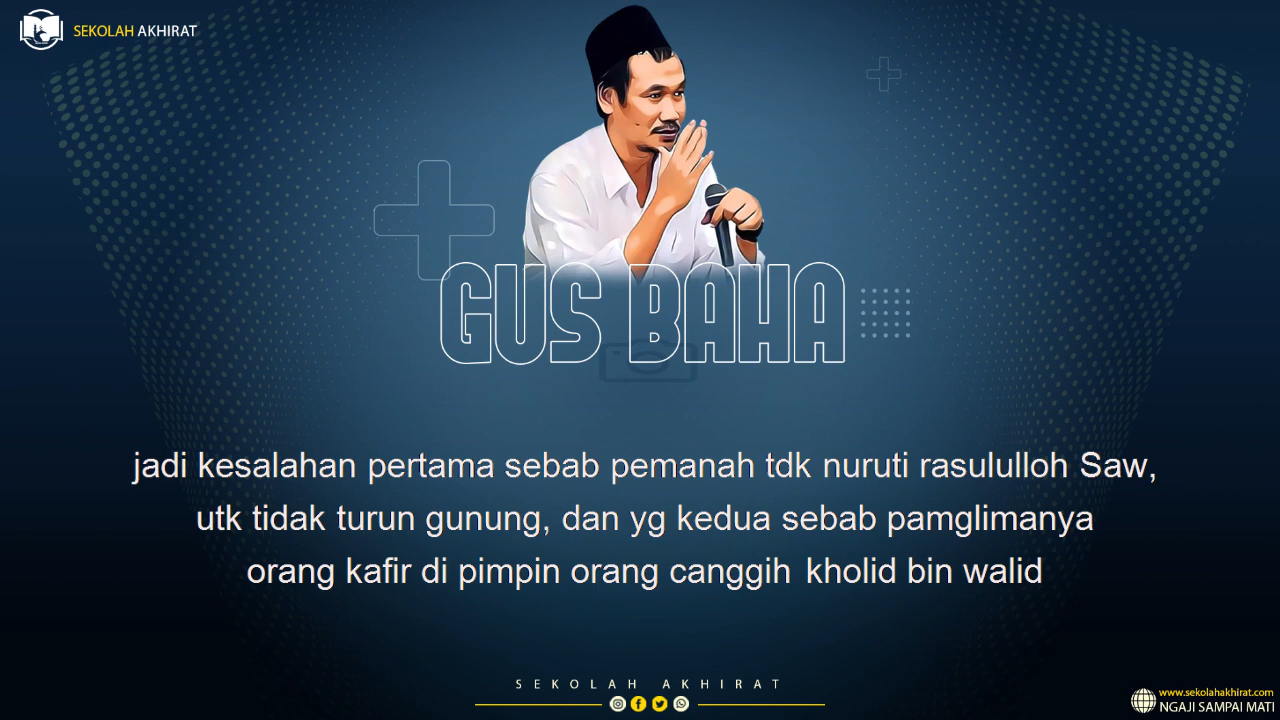 SEKOLAH AKHIRAT
GUS BAHA
jadi kesalahan pertama sebab pemanah tdk nuruti rasululloh Saw,
utk tidak turun gunung, dan yg kedua sebab pamglimanya
orang kafir di pimpin orang canggih kholid bin walid
SEKOLAH AKHIRAT
www.sekolahakhirat.com
NGAJI SAMPAI MATI